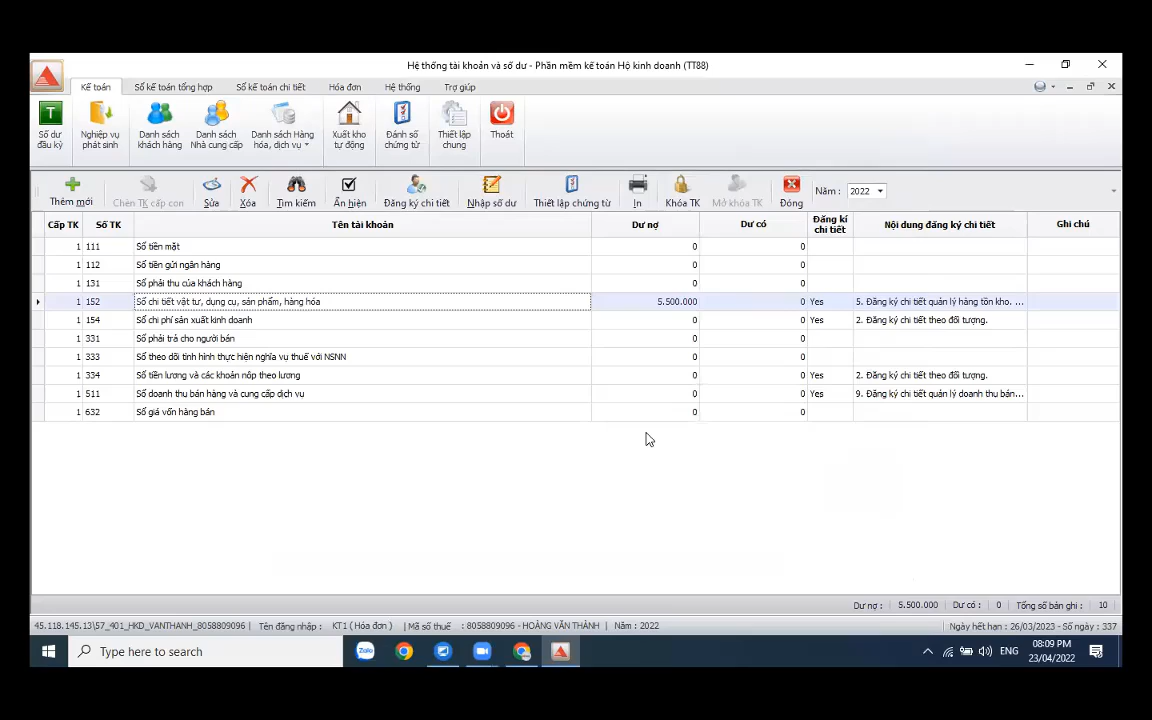 Hệ thống tài khoản và số dư - Phần mềm kế toán Hộ kinh doanh (TT88)
Kế toán Sổ kế toán tổng hợp Sổ kế toán chi tiết Hóa đơn Hệ thống Trợ giúp
T
Số dư đầu kỳ
Nghiệp vụ phát sinh
Danh sách khách hàng
Danh sách Nhà cung cấp
Danh sách Hàng hóa, dịch vụ
Xuất kho tự động
Đánh số chứng từ
Thiết lập chung
Thoát
Thêm mới Chèn TK cấp con Sửa Xóa Tìm kiếm Ẩn hiện Đăng ký chi tiết Nhập số dư Thiết lập chứng từ In Khóa TK Mở khóa TK Đóng Năm : 2022
Cấp TK Số TK Tên tài khoản Dư nợ Dư có Đăng kí chi tiết Nội dung đăng ký chi tiết Ghi chú
1 111 Sổ tiền mặt 0 0
1 112 Sổ tiền gửi ngân hàng 0 0
1 131 Sổ phải thu của khách hàng 0 0
1 152 Sổ chi tiết vật tư, dụng cụ, sản phẩm, hàng hóa 5.500.000 0 Yes 5. Đăng ký chi tiết quản lý hàng tồn kho. ...
1 154 Sổ chi phí sản xuất kinh doanh 0 0 Yes 2. Đăng ký chi tiết theo đối tượng.
1 331 Sổ phải trả cho người bán 0 0
1 333 Sổ theo dõi tình hình thực hiện nghĩa vụ thuế với NSNN 0 0
1 334 Sổ tiền lương và các khoản nộp theo lương 0 0 Yes 2. Đăng ký chi tiết theo đối tượng.
1 511 Sổ doanh thu bán hàng và cung cấp dịch vụ 0 0 Yes 9. Đăng ký chi tiết quản lý doanh thu bán...
1 632 Sổ giá vốn hàng bán 0 0
Dư nợ : 5.500.000 Dư có : 0 Tổng số bản ghi : 10
45.118.145.13\57_401_HKD_VANTHANH_8058809096 Tên đăng nhập : KT1 ( Hóa đơn ) Mã số thuế : 8058809096 - HOÀNG VĂN THÀNH Năm : 2022 Ngày hết hạn : 26/03/2023 - Số ngày : 337
Type here to search
Zalo
ENG
08:09 PM
23/04/2022